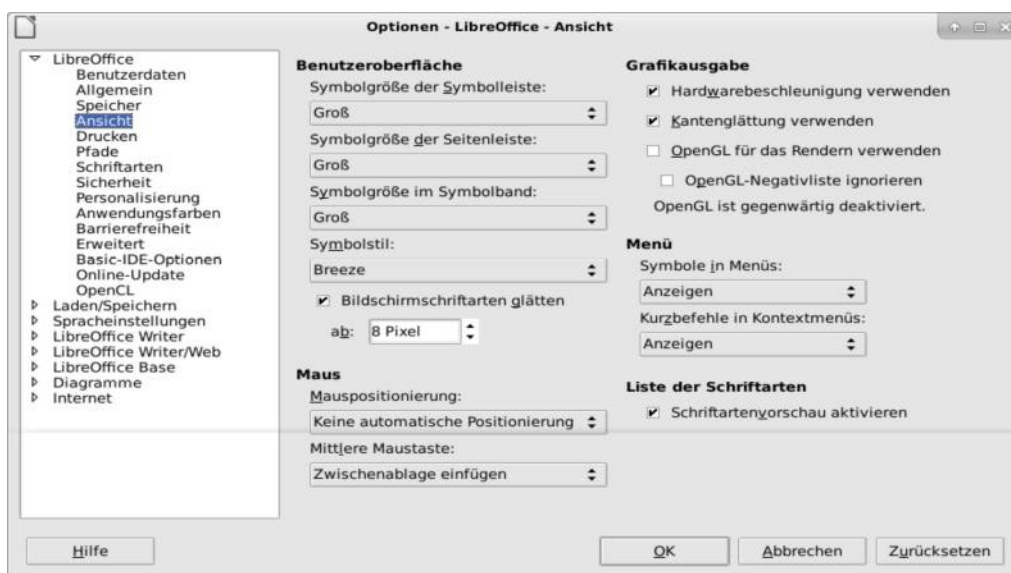 Optionen - LibreOffice - Ansicht
LibreOffice
Benutzerdaten
Allgemein
Speicher
Ansicht
Drucken
Pfade
Schriftarten
Sicherheit
Personalisierung
Anwendungsfarben
Barrierefreiheit
Erweitert
Basic-IDE-Optionen
Online-Update
OpenCL
Laden/Speichern
Spracheinstellungen
LibreOffice Writer
LibreOffice Writer/Web
LibreOffice Base
Diagramme
Internet
Benutzeroberfläche
Symbolgröße der Symbolleiste:
Groß
Symbolgröße der Seitenleiste:
Groß
Symbolgröße im Symbolband:
Groß
Symbolstil:
Breeze
Bildschirmschriftarten glätten
ab: 8 Pixel
Maus
Mauspositionierung:
Keine automatische Positionierung
Mittlere Maustaste:
Zwischenablage einfügen
Grafikausgabe
Hardwarebeschleunigung verwenden
Kantenglättung verwenden
OpenGL für das Rendern verwenden
OpenGL-Negativliste ignorieren
OpenGL ist gegenwärtig deaktiviert.
Menü
Symbole in Menüs:
Anzeigen
Kurzbefehle in Kontextmenüs:
Anzeigen
Liste der Schriftarten
Schriftartenvorschau aktivieren
Hilfe
OK
Abbrechen
Zurücksetzen